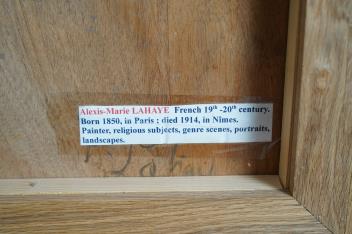 Alexis-Marie LAHAYE French 19th -20th century.
Born 1850, in Paris ; died 1914, in Nîmes.
Painter, religious subjects, genre scenes, portraits,
landscapes.